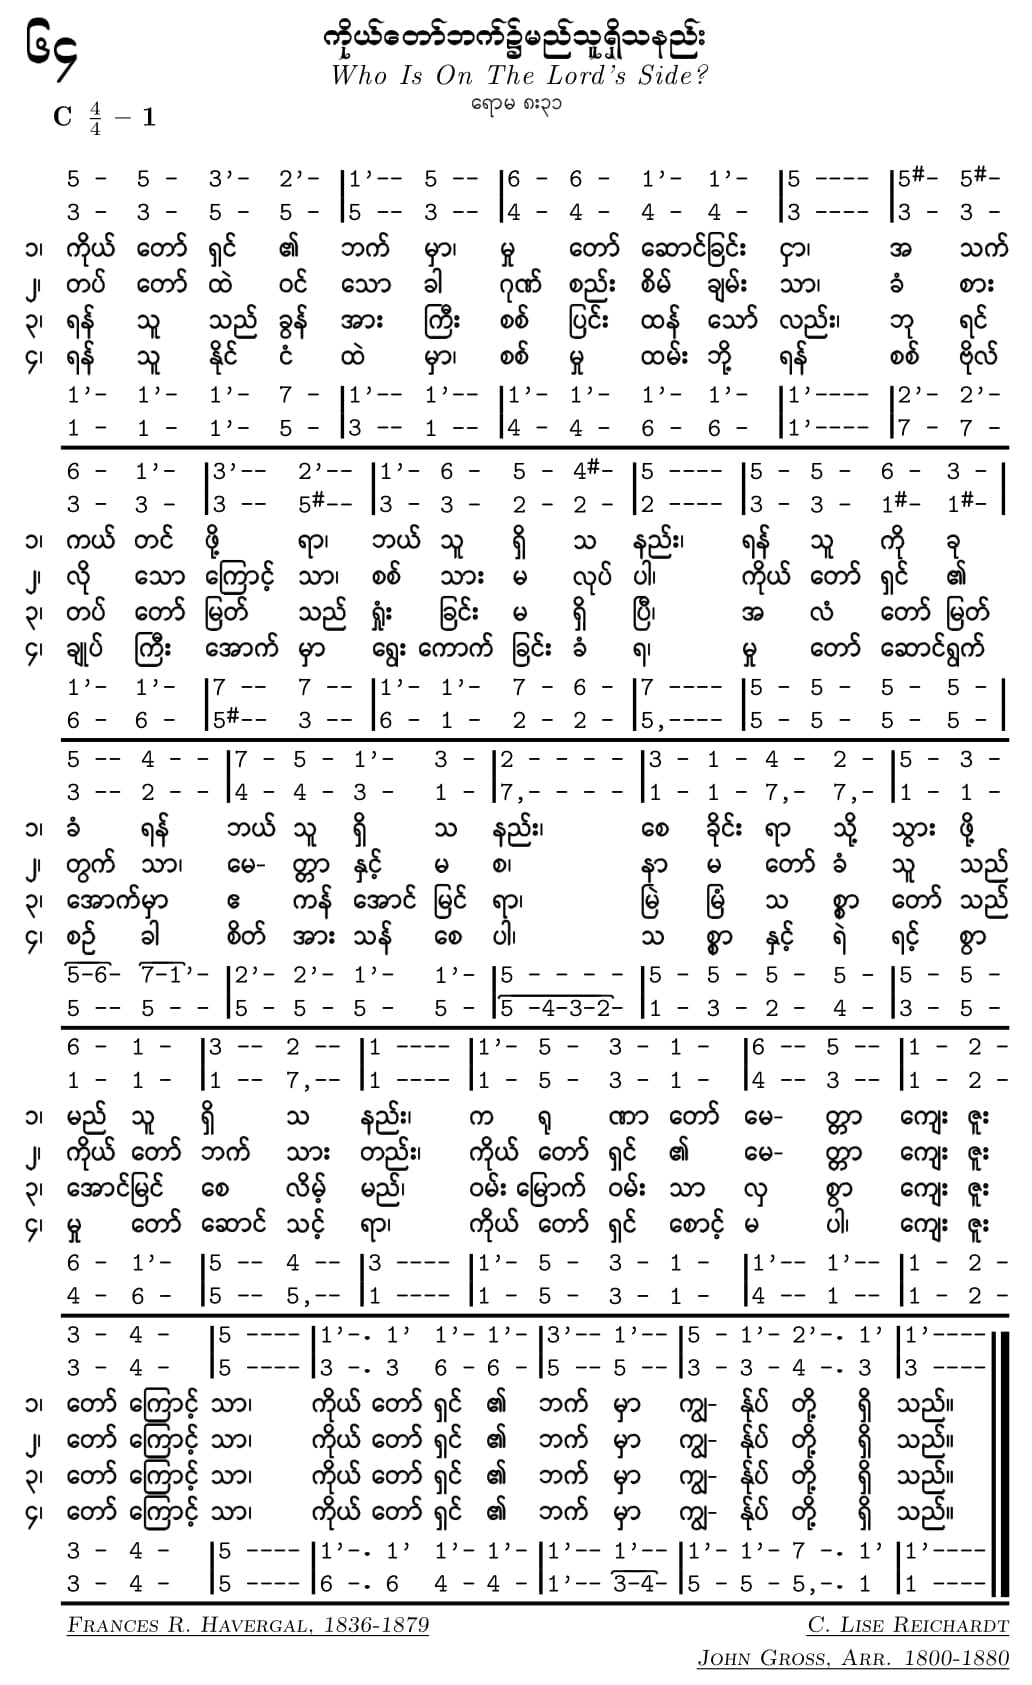 ၆၄
ကိုယ်တော်ဘက်၌မည်သူရှိသနည်း
Who Is On The Lord's Side?
ရောမ ၈း၃၁
C 4/4 – 1
5 – 5 – 3’– 2’– |1’–– 5 –– |6 – 6 – 1’– 1’– |5 –––– |5#– 5#–
3 – 3 – 5 – 5 – |5 –– 3 –– |4 – 4 – 4 – 4 – |3 –––– |3 – 3 –
၁၊ ကိုယ် တော် ရှင် ၏ ဘက် မှာ၊ မှု တော် ဆောင်ခြင်း ငှာ၊ အ သက်
၂၊ တပ် တော် ထဲ ဝင် သော ခါ ဂုဏ် စည်း စိမ် ချမ်း သာ၊ ခံ စား
၃၊ ရန် သူ သည် ခွန် အား ကြီး စစ် ပြင်း ထန် သော် လည်း၊ ဘု ရင်
၄၊ ရန် သူ နိုင် ငံ ထဲ မှာ၊ စစ် မှု ထမ်း ဘို့ ရန် စစ် ဗိုလ်
1’– 1’– 1’– 7 – |1’–– 1’–– |1’– 1’– 1’– 1’– |1’–––– |2’– 2’–
1 – 1 – 1’– 5 – |3 –– 1 –– |4 – 4 – 6 – 6 – |1’–––– |7 – 7 –
6 – 1’– |3’–– 2’–– |1’– 6 – 5 – 4#– |5 –––– |5 – 5 – 6 – 3 – |
3 – 3 – |3 –– 5#–– |3 – 3 – 2 – 2 – |2 –––– |3 – 3 – 1#– 1#– |
၁၊ ကယ် တင် ဖို့ ရာ၊ ဘယ် သူ ရှိ သ နည်း၊ ရန် သူ ကို ခု
၂၊ လို သော ကြောင့် သာ၊ စစ် သား မ လုပ် ပါ၊ ကိုယ် တော် ရှင် ၏
၃၊ တပ် တော် မြတ် သည် ရှုံး ခြင်း မ ရှိ ပြီ၊ အ လံ တော် မြတ်
၄၊ ချုပ် ကြီး အောက် မှာ ရွေး ကောက် ခြင်း ခံ ရ၊ မှု တော် ဆောင်ရွက်
1’– 1’– |7 –– 7 –– |1’– 1’– 7 – 6 – |7 –––– |5 – 5 – 5 – 5 – |
6 – 6 – |5#–– 3 –– |6 – 1 – 2 – 2 – |5,–––– |5 – 5 – 5 – 5 – |
5 –– 4 – – |7 – 5 – 1’– 3 – |2 – – – – |3 – 1 – 4 – 2 – |5 – 3 –
3 –– 2 – – |4 – 4 – 3 – 1 – |7,– – – – |1 – 1 – 7,– 7,– |1 – 1 –
၁၊ ခံ ရန် ဘယ် သူ ရှိ သ နည်း၊ စေ ခိုင်း ရာ သို့ သွား ဖို့
၂၊ တွက် သာ၊ မေ– တ္တာ နှင့် မ စ၊ နာ မ တော် ခံ သူ သည်
၃၊ အောက်မှာ ဧ ကန် အောင် မြင် ရာ၊ မြဲ မြံ သ စ္စာ တော် သည်
၄၊ စဉ် ခါ စိတ် အား သန် စေ ပါ၊ သ စ္စာ နှင့် ရဲ ရင့် စွာ
5–6– 7–1’– |2’– 2’– 1’– 1’– |5 – – – – |5 – 5 – 5 – 5 – |5 – 5 –
5 –– 5 – – |5 – 5 – 5 – 5 – |5 –4–3–2– |1 – 3 – 2 – 4 – |3 – 5 –
6 – 1 – |3 –– 2 –– |1 –––– |1’– 5 – 3 – 1 – |6 –– 5 –– |1 – 2 –
1 – 1 – |1 –– 7,–– |1 –––– |1 – 5 – 3 – 1 – |4 –– 3 –– |1 – 2 –
၁၊ မည် သူ ရှိ သ နည်း၊ က ရု ဏာ တော် မေ– တ္တာ ကျေး ဇူး
၂၊ ကိုယ် တော် ဘက် သား တည်း၊ ကိုယ် တော် ရှင် ၏ မေ– တ္တာ ကျေး ဇူး
၃၊ အောင်မြင် စေ လိမ့် မည်၊ ဝမ်း မြောက် ဝမ်း သာ လှ စွာ ကျေး ဇူး
၄၊ မှု တော် ဆောင် သင့် ရာ၊ ကိုယ် တော် ရှင် စောင့် မ ပါ၊ ကျေး ဇူး
6 – 1’– |5 –– 4 –– |3 –––– |1’– 5 – 3 – 1 – |1’–– 1’–– |1 – 2 –
4 – 6 – |5 –– 5,–– |1 –––– |1 – 5 – 3 – 1 – |4 –– 1 –– |1 – 2 –
3 – 4 – |5 –––– |1’–. 1’ 1’– 1’– |3’–– 1’–– |5 – 1’– 2’–. 1’ |1’––––
3 – 4 – |5 –––– |3 –. 3 6 – 6 – |5 –– 5 –– |3 – 3 – 4 –. 3 |3 ––––
၁၊ တော် ကြောင့် သာ၊ ကိုယ် တော် ရှင် ၏ ဘက် မှာ ကျွ– န်ုပ် တို့ ရှိ သည်။
၂၊ တော် ကြောင့် သာ၊ ကိုယ် တော် ရှင် ၏ ဘက် မှာ ကျွ– န်ုပ် တို့ ရှိ သည်။
၃၊ တော် ကြောင့် သာ၊ ကိုယ် တော် ရှင် ၏ ဘက် မှာ ကျွ– န်ုပ် တို့ ရှိ သည်။
၄၊ တော် ကြောင့် သာ၊ ကိုယ် တော် ရှင် ၏ ဘက် မှာ ကျွ– န်ုပ် တို့ ရှိ သည်။
3 – 4 – |5 –––– |1’–. 1’ 1’– 1’– |1’–– 1’–– |1’– 1’– 7 –. 1’ |1’––––
3 – 4 – |5 –––– |6 –. 6 4 – 4 – |1’–– 3–4– |5 – 5 – 5,–. 1 |1 ––––
Frances R. Havergal, 1836-1879
C. Lise Reichardt
John Gross, Arr. 1800-1880